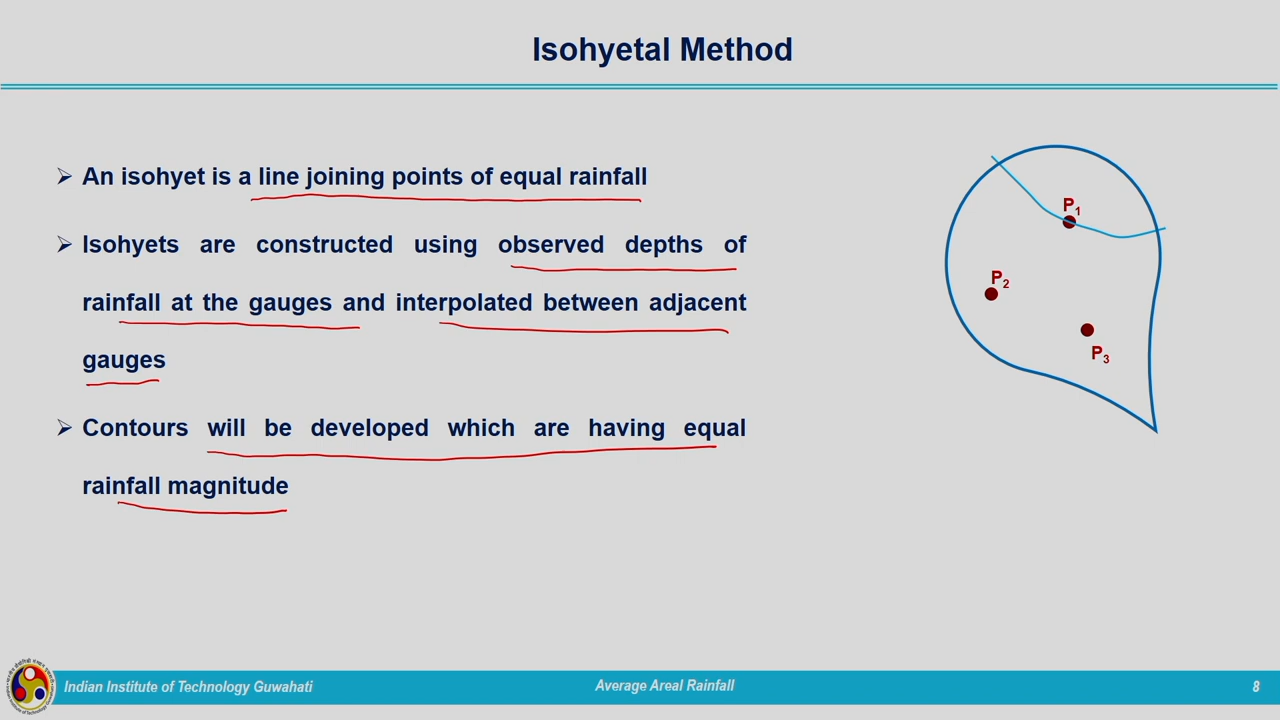 Isohyetal Method
➢ An isohyet is a line joining points of equal rainfall
➢ Isohyets are constructed using observed depths of
rainfall at the gauges and interpolated between adjacent
gauges
➢ Contours will be developed which are having equal
rainfall magnitude
P1
P2
P3
Indian Institute of Technology Guwahati
Average Areal Rainfall
8